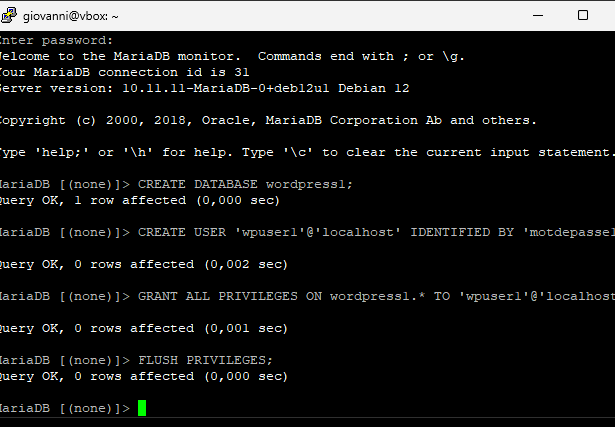 giovanni@vbox: ~
Enter password:
Welcome to the MariaDB monitor.  Commands end with ; or \g.
Your MariaDB connection id is 31
Server version: 10.11.11-MariaDB-0+deb12u1 Debian 12
Copyright (c) 2000, 2018, Oracle, MariaDB Corporation Ab and others.
Type 'help;' or '\h' for help. Type '\c' to clear the current input statement.
MariaDB [(none)]> CREATE DATABASE wordpress1;
Query OK, 1 row affected (0,000 sec)
MariaDB [(none)]> CREATE USER 'wpuser1'@'localhost' IDENTIFIED BY 'motdepasse1
Query OK, 0 rows affected (0,002 sec)
MariaDB [(none)]> GRANT ALL PRIVILEGES ON wordpress1.* TO 'wpuser1'@'localhost
Query OK, 0 rows affected (0,001 sec)
MariaDB [(none)]> FLUSH PRIVILEGES;
Query OK, 0 rows affected (0,000 sec)
MariaDB [(none)]>